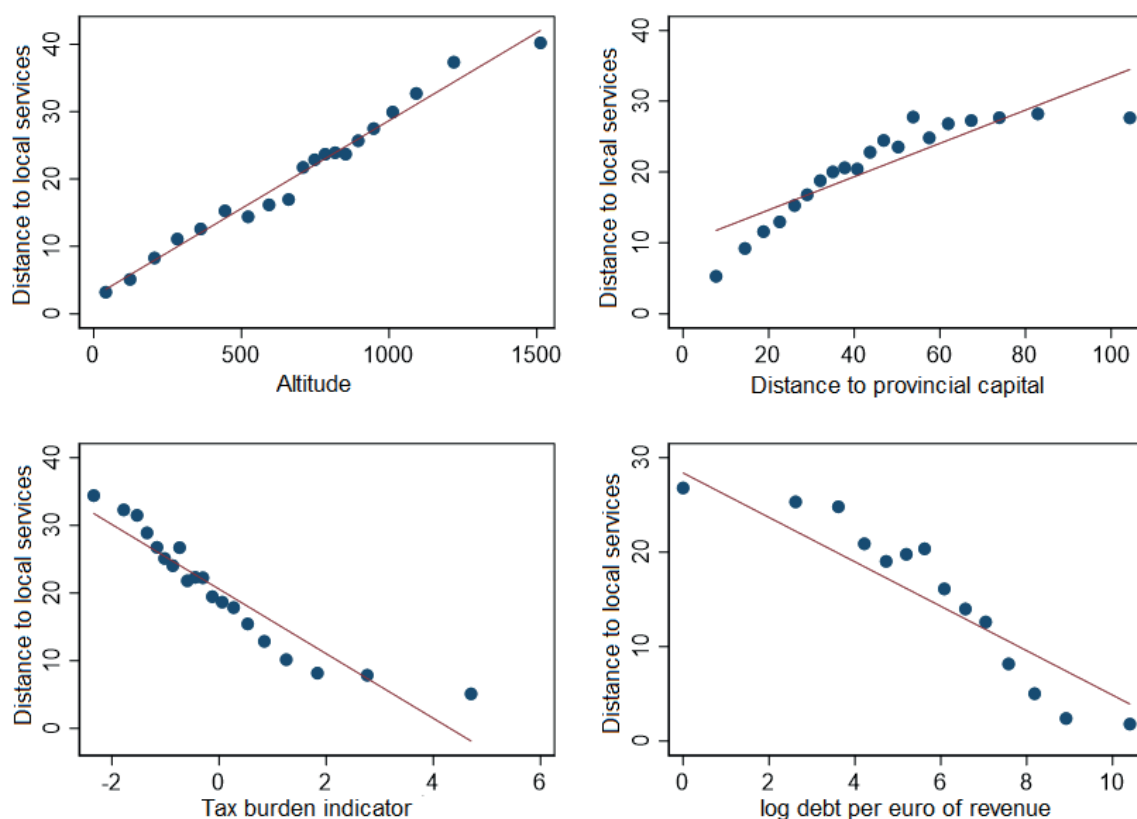 Distance to local services
40
30
20
10
0
0 500 1000 1500
Altitude
Distance to local services
40
30
20
10
0
0 20 40 60 80 100
Distance to provincial capital
Distance to local services
40
30
20
10
0
-2 0 2 4 6
Tax burden indicator
Distance to local services
30
20
10
0
0 2 4 6 8 10
log debt per euro of revenue